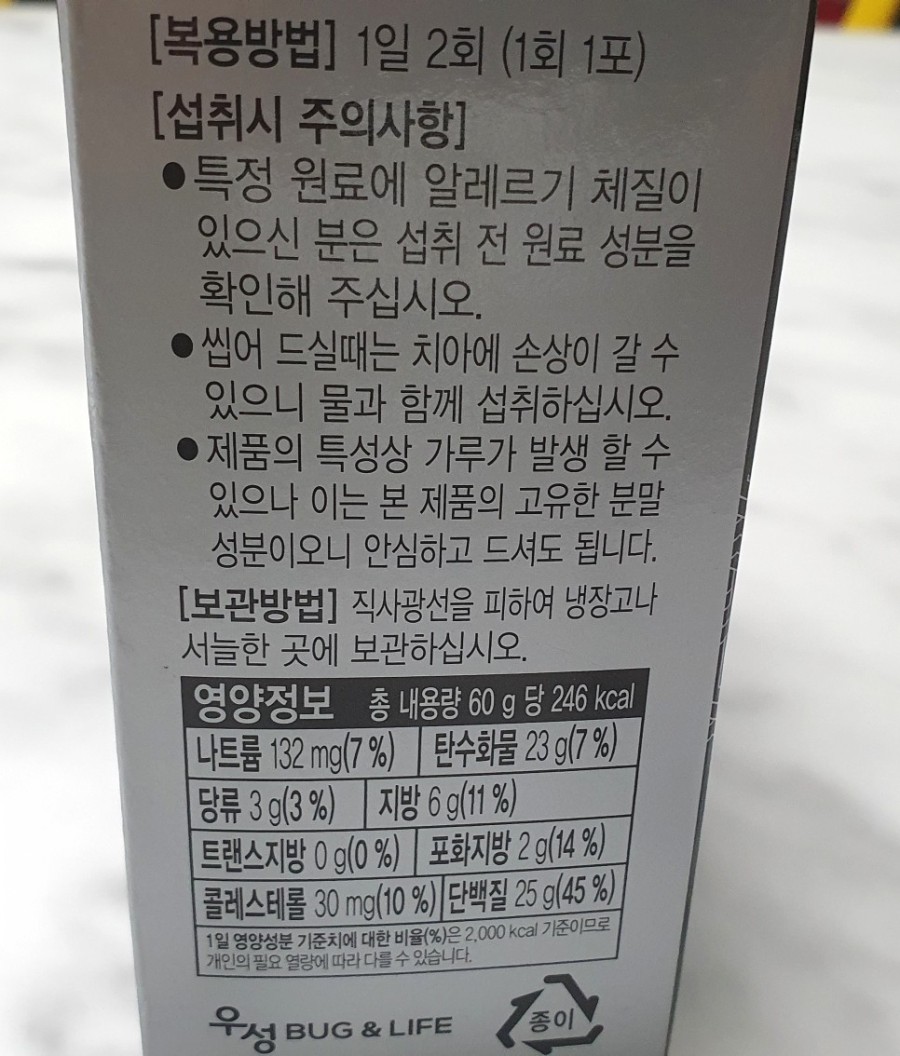 [복용방법] 1일 2회 (1회 1포)
[섭취시 주의사항]
●특정 원료에 알레르기 체질이
있으신 분은 섭취 전 원료 성분을
확인해 주십시오.
●씹어 드실때는 치아에 손상이 갈 수
있으니 물과 함께 섭취하십시오.
●제품의 특성상 가루가 발생 할 수
있으나 이는 본 제품의 고유한 분말
성분이오니 안심하고 드셔도 됩니다.
[보관방법] 직사광선을 피하여 냉장고나
서늘한 곳에 보관하십시오.
영양정보 총 내용량 60 g 당 246 kcal
나트륨 132 mg(7 %) 탄수화물 23 g(7 %)
당류 3 g(3 %) 지방 6 g(11 %)
트랜스지방 0 g(0 %) 포화지방 2 g(14 %)
콜레스테롤 30 mg(10 %) 단백질 25 g(45 %)
1일 영양성분 기준치에 대한 비율(%)은 2,000 kcal 기준이므로
개인의 필요 열량에 따라 다를 수 있습니다.
우성 BUG & LIFE 종이